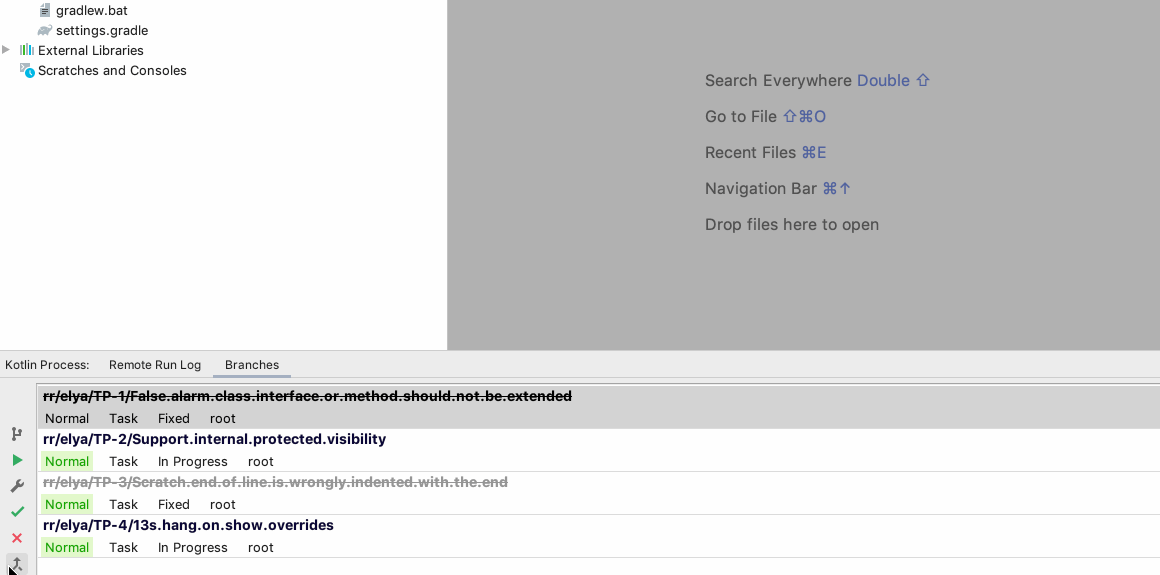 gradlew.bat
settings.gradle
External Libraries
Scratches and Consoles
Search Everywhere Double ⇧
Go to File ⇧⌘O
Recent Files ⌘E
Navigation Bar ⌘↑
Drop files here to open
Kotlin Process: Remote Run Log Branches
rr/elya/TP-1/False.alarm.class.interface.or.method.should.not.be.extended
Normal Task Fixed root
rr/elya/TP-2/Support.internal.protected.visibility
Normal Task In Progress root
rr/elya/TP-3/Scratch.end.of.line.is.wrongly.indented.with.the.end
Normal Task Fixed root
rr/elya/TP-4/13s.hang.on.show.overrides
Normal Task In Progress root